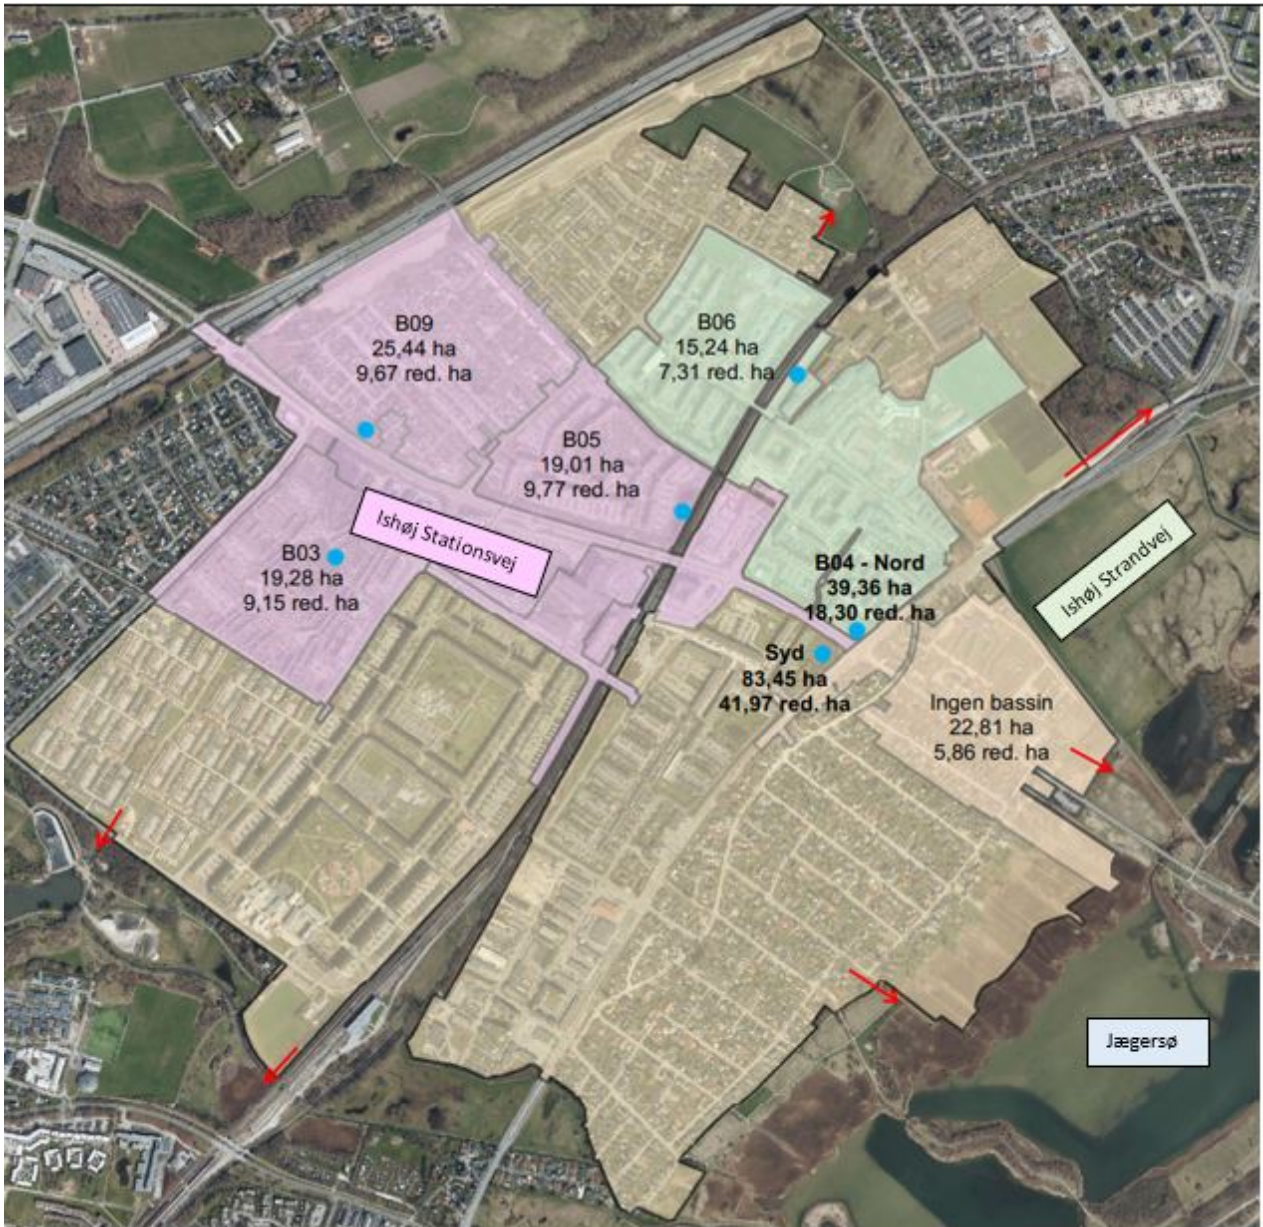 B09
25,44 ha
9,67 red. ha
B06
15,24 ha
7,31 red. ha
B05
19,01 ha
9,77 red. ha
Ishøj Stationsvej
B03
19,28 ha
9,15 red. ha
B04 - Nord
39,36 ha
18,30 red. ha
Ishøj Strandvej
Syd
83,45 ha
41,97 red. ha
Ingen bassin
22,81 ha
5,86 red. ha
Jægersø